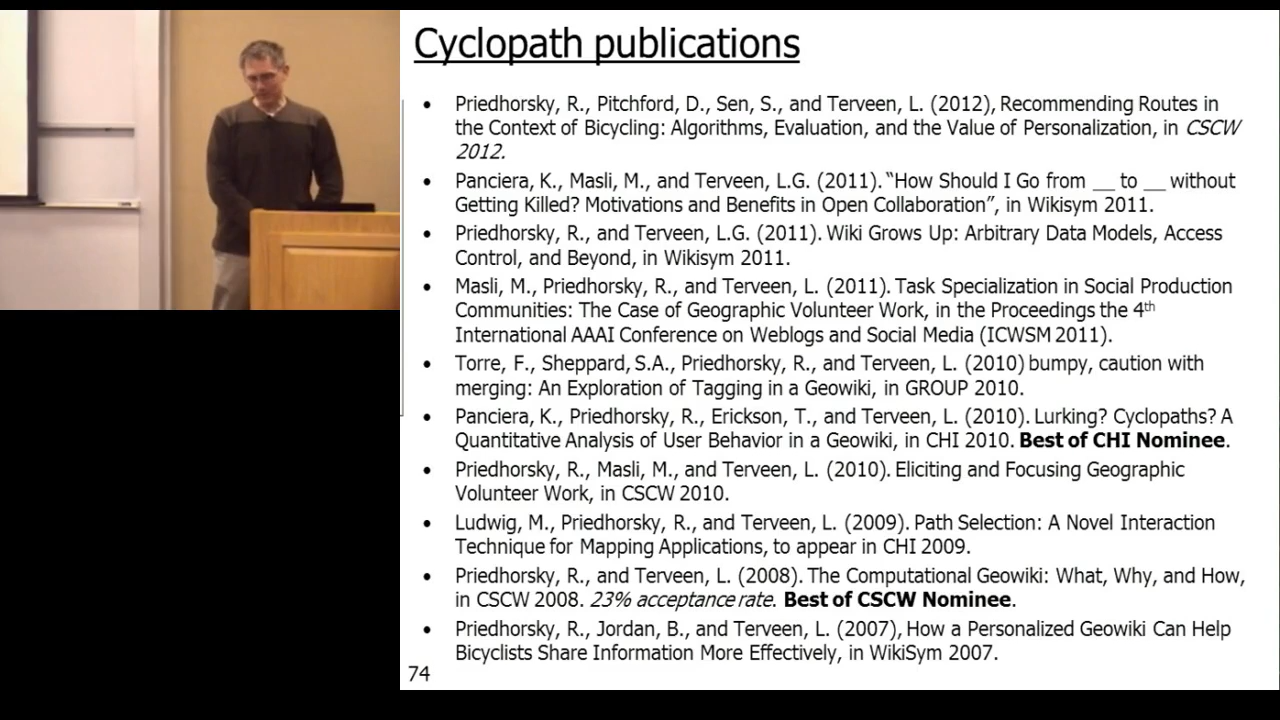 Cyclopath publications
• Priedhorsky, R., Pitchford, D., Sen, S., and Terveen, L. (2012), Recommending Routes in
the Context of Bicycling: Algorithms, Evaluation, and the Value of Personalization, in CSCW
2012.
• Panciera, K., Masli, M., and Terveen, L.G. (2011). “How Should I Go from __ to __ without
Getting Killed? Motivations and Benefits in Open Collaboration”, in Wikisym 2011.
• Priedhorsky, R., and Terveen, L.G. (2011). Wiki Grows Up: Arbitrary Data Models, Access
Control, and Beyond, in Wikisym 2011.
• Masli, M., Priedhorsky, R., and Terveen, L. (2011). Task Specialization in Social Production
Communities: The Case of Geographic Volunteer Work, in the Proceedings the 4th
International AAAI Conference on Weblogs and Social Media (ICWSM 2011).
• Torre, F., Sheppard, S.A., Priedhorsky, R., and Terveen, L. (2010) bumpy, caution with
merging: An Exploration of Tagging in a Geowiki, in GROUP 2010.
• Panciera, K., Priedhorsky, R., Erickson, T., and Terveen, L. (2010). Lurking? Cyclopaths? A
Quantitative Analysis of User Behavior in a Geowiki, in CHI 2010. Best of CHI Nominee.
• Priedhorsky, R., Masli, M., and Terveen, L. (2010). Eliciting and Focusing Geographic
Volunteer Work, in CSCW 2010.
• Ludwig, M., Priedhorsky, R., and Terveen, L. (2009). Path Selection: A Novel Interaction
Technique for Mapping Applications, to appear in CHI 2009.
• Priedhorsky, R., and Terveen, L. (2008). The Computational Geowiki: What, Why, and How,
in CSCW 2008. 23% acceptance rate. Best of CSCW Nominee.
• Priedhorsky, R., Jordan, B., and Terveen, L. (2007), How a Personalized Geowiki Can Help
Bicyclists Share Information More Effectively, in WikiSym 2007.
74